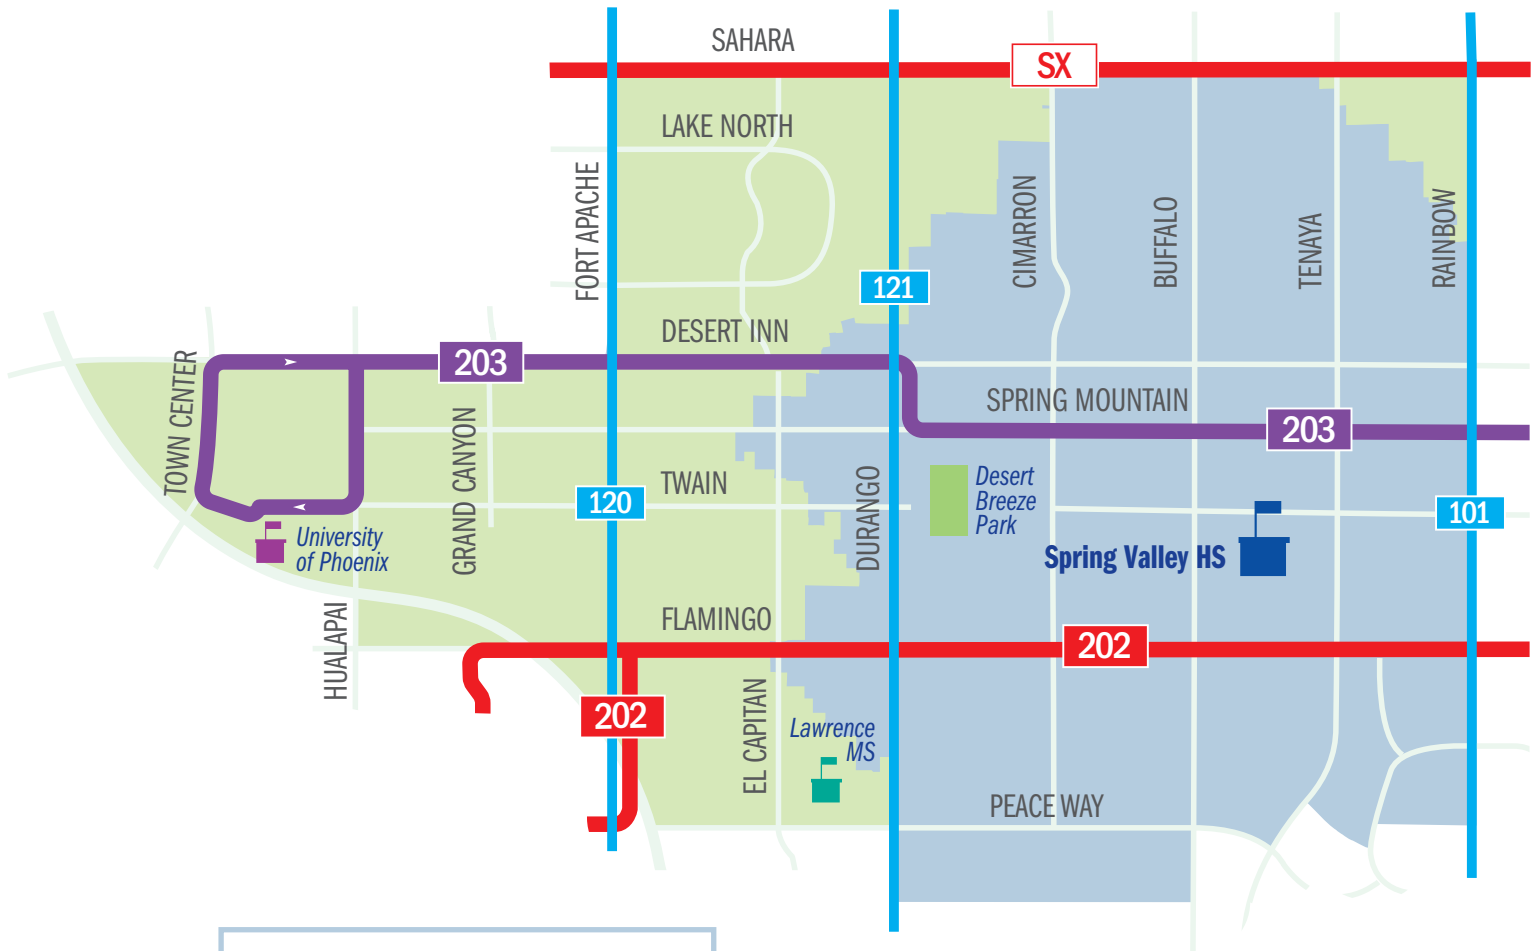 SAHARA
SX
LAKE NORTH
FORT APACHE
CIMARRON
BUFFALO
TENAYA
RAINBOW
121
DESERT INN
TOWN CENTER
203
SPRING MOUNTAIN
203
GRAND CANYON
TWAIN
120
DURANGO
Desert
Breeze
Park
101
University
of Phoenix
Spring Valley HS
HUALAPAI
FLAMINGO
202
202
EL CAPITAN
Lawrence
MS
PEACE WAY